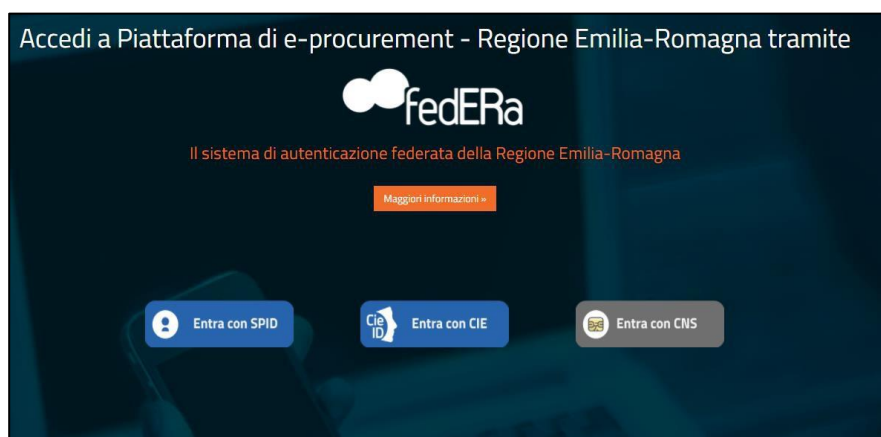 Accedi a Piattaforma di e-procurement - Regione Emilia-Romagna tramite
fedERa
Il sistema di autenticazione federata della Regione Emilia-Romagna
Maggiori informazioni »
Entra con SPID
Cie
ID
Entra con CIE
Entra con CNS